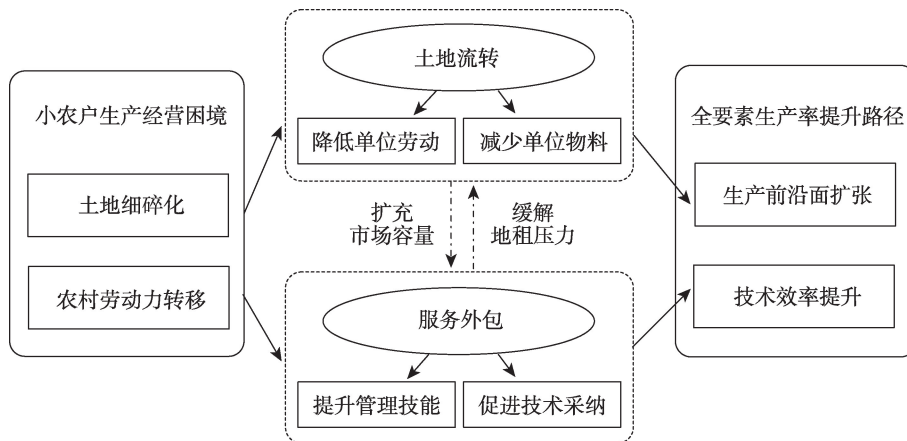 土地流转
降低单位劳动
减少单位物料
小农户生产经营困境
土地细碎化
农村劳动力转移
扩充
市场容量
缓解
地租压力
服务外包
提升管理技能
促进技术采纳
全要素生产率提升路径
生产前沿面扩张
技术效率提升